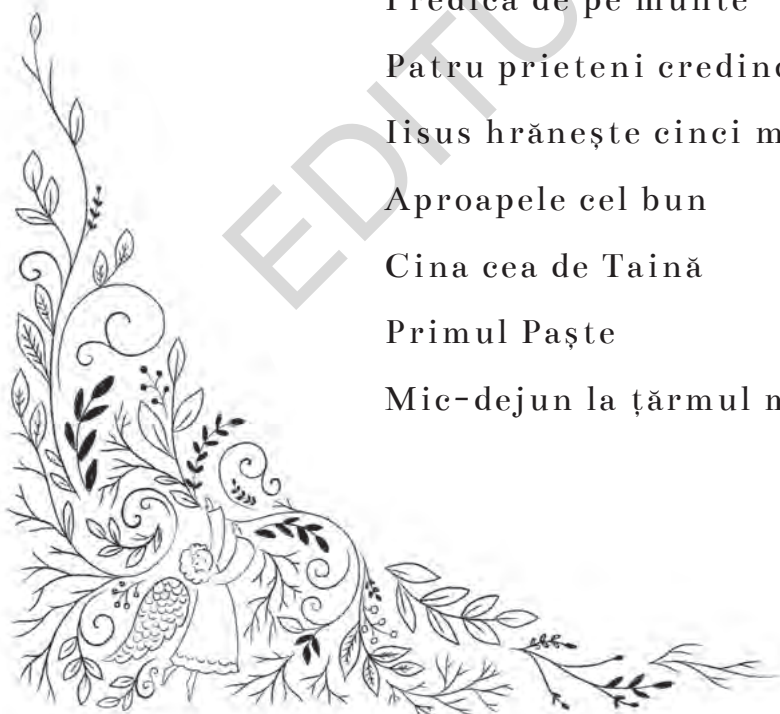 Predica de pe munte
Patru prieteni
Iisus hrănește cinci
Aproapele cel bun
Cina cea de Taină
Primul Paște
Mic-dejun la țărmul